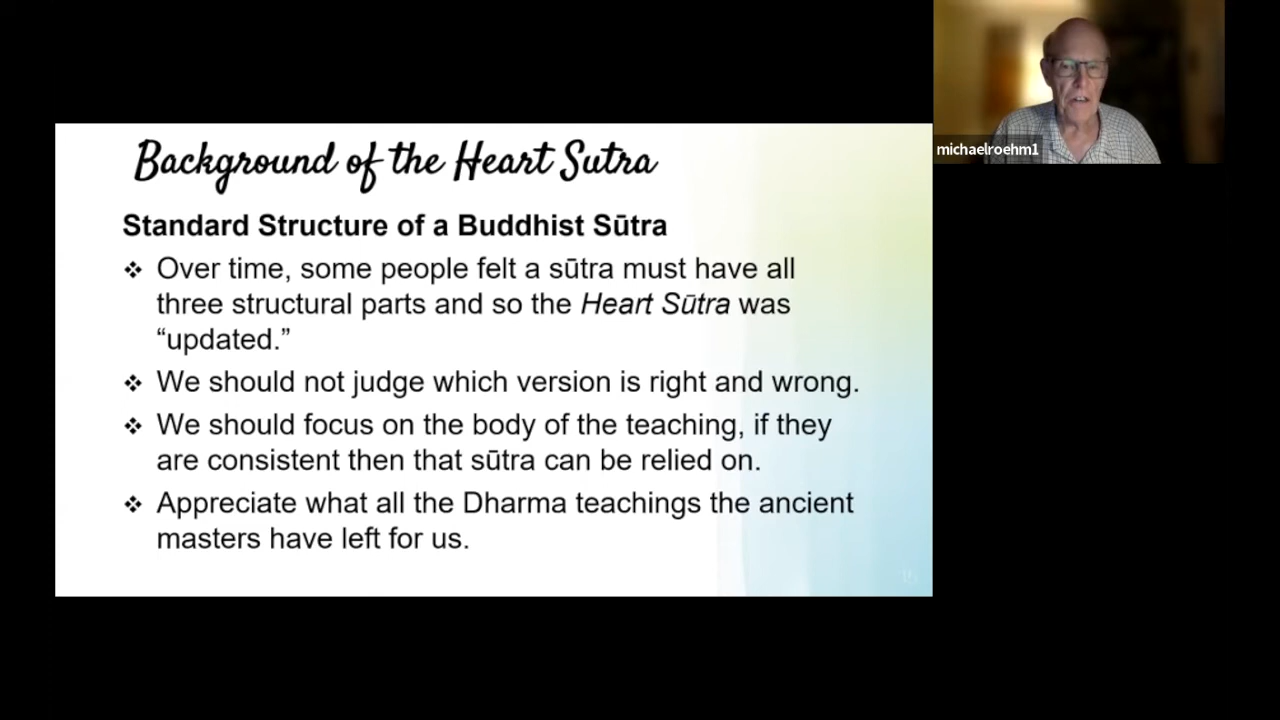 Background of the Heart Sutra
Standard Structure of a Buddhist Sūtra
❖ Over time, some people felt a sūtra must have all
three structural parts and so the Heart Sūtra was
“updated.”
❖ We should not judge which version is right and wrong.
❖ We should focus on the body of the teaching, if they
are consistent then that sūtra can be relied on.
❖ Appreciate what all the Dharma teachings the ancient
masters have left for us.
michaelroehm1